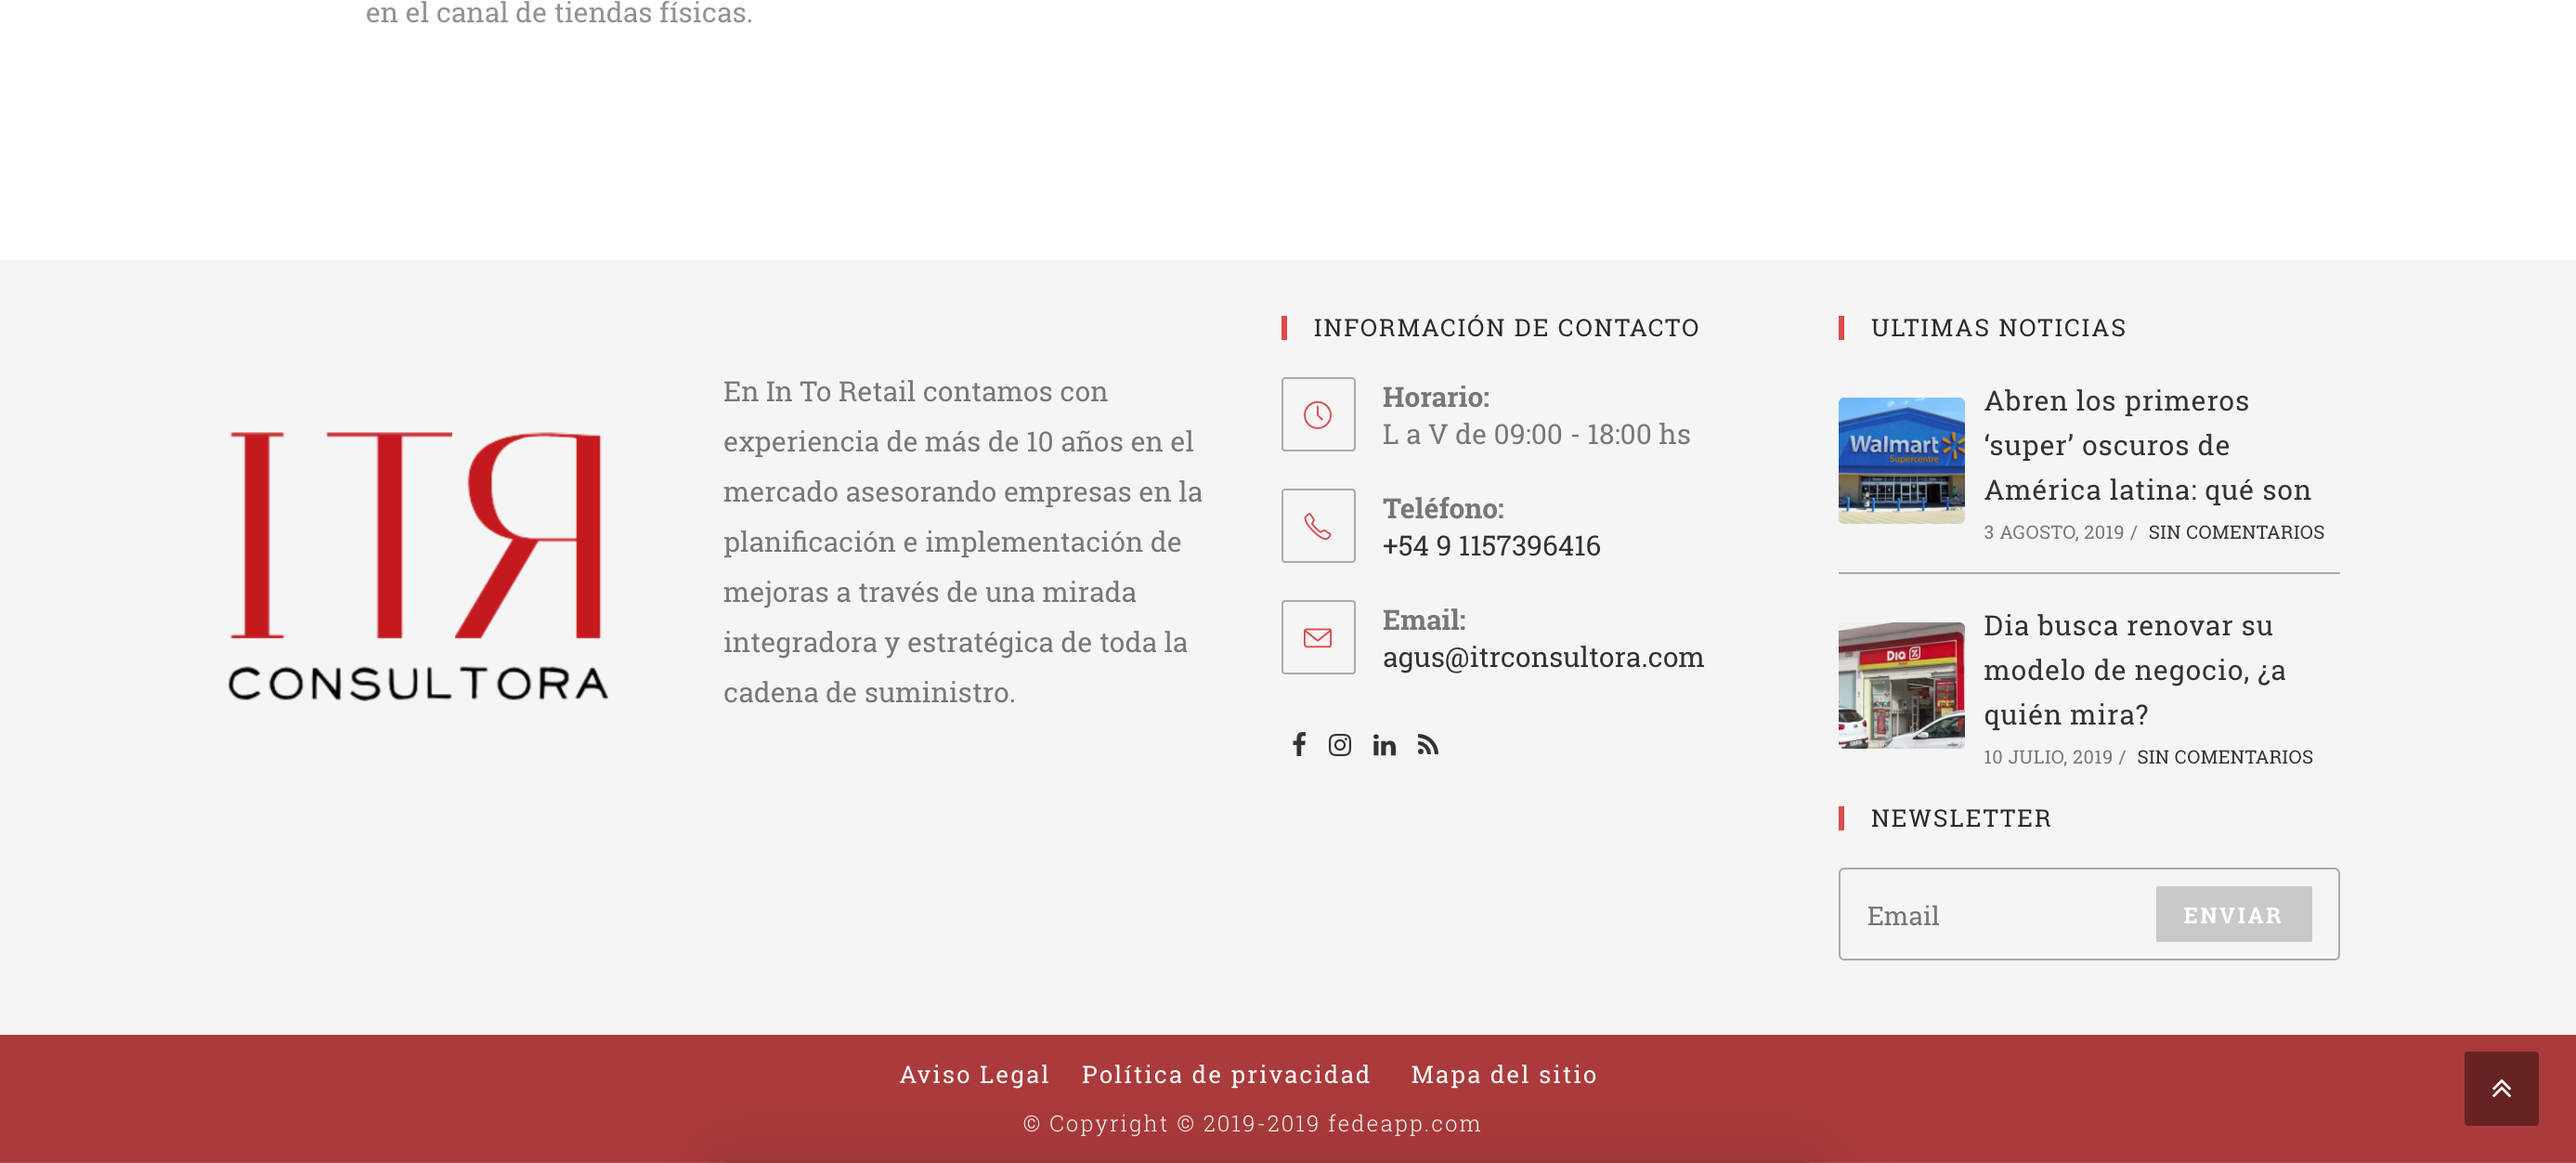 en el canal de tiendas físicas.
ITR
CONSULTORA
En In To Retail contamos con
experiencia de más de 10 años en el
mercado asesorando empresas en la
planificación e implementación de
mejoras a través de una mirada
integradora y estratégica de toda la
cadena de suministro.
INFORMACIÓN DE CONTACTO
Horario:
L a V de 09:00 - 18:00 hs
Teléfono:
+54 9 1157396416
Email:
agus@itrconsultora.com
ULTIMAS NOTICIAS
Walmart
Supercentre
Abren los primeros
‘super’ oscuros de
América latina: qué son
3 AGOSTO, 2019 / SIN COMENTARIOS
Dia %
Dia busca renovar su
modelo de negocio, ¿a
quién mira?
10 JULIO, 2019 / SIN COMENTARIOS
NEWSLETTER
Email
ENVIAR
Aviso Legal Política de privacidad Mapa del sitio
© Copyright © 2019-2019 fedeapp.com